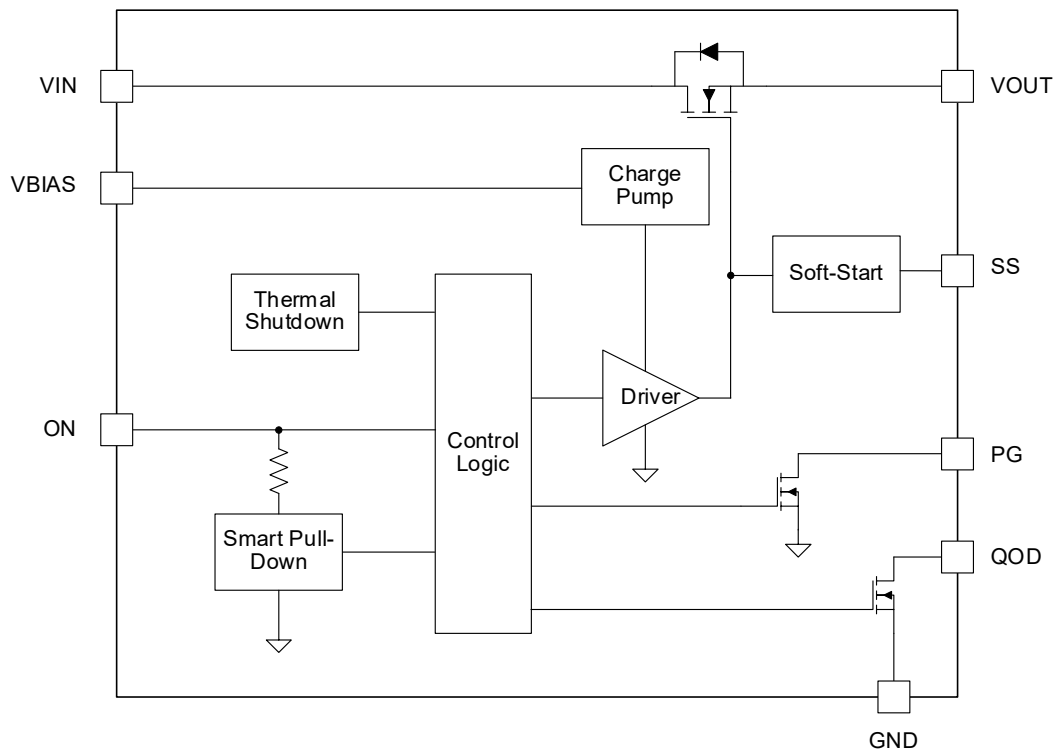 VIN
VOUT
VBIAS
Charge
Pump
SS
Soft-Start
Thermal
Shutdown
Driver
ON
Control
Logic
PG
Smart Pull-
Down
QOD
GND